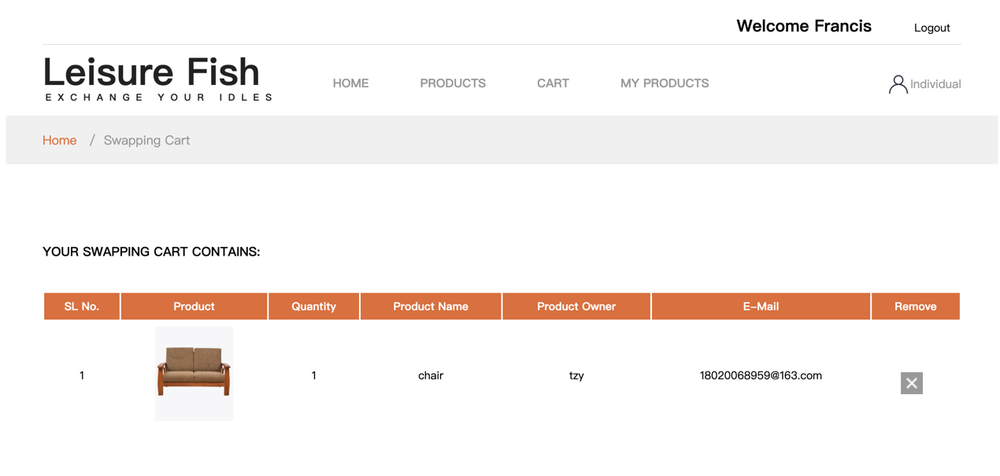 Welcome Francis Logout
Leisure Fish
EXCHANGE YOUR IDLES
HOME PRODUCTS CART MY PRODUCTS Individual
Home / Swapping Cart
YOUR SWAPPING CART CONTAINS:
SL No. Product Quantity Product Name Product Owner E-Mail Remove
1 1 chair tzy 18020068959@163.com